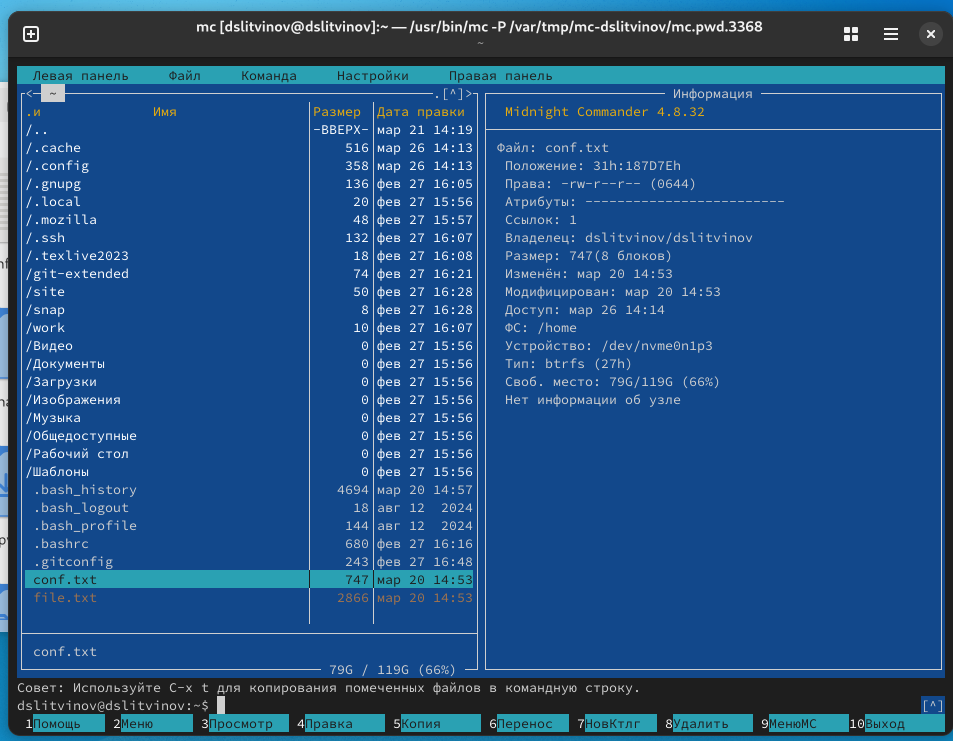 mc [dslitvinov@dslitvinov]:~ — /usr/bin/mc -P /var/tmp/mc-dslitvinov/mc.pwd.3368
~
Левая панель Файл Команда Настройки Правая панель
<— ~ .[^]>
.и Имя Размер Дата правки
/.. -ВВЕРХ- мар 21 14:19
/.cache 516 мар 26 14:13
/.config 358 мар 26 14:13
/.gnupg 136 фев 27 16:05
/.local 20 фев 27 15:56
/.mozilla 48 фев 27 15:57
/.ssh 132 фев 27 16:07
/.texlive2023 18 фев 27 16:08
/git-extended 74 фев 27 16:21
/site 50 фев 27 16:28
/snap 8 фев 27 16:28
/work 10 фев 27 16:07
/Видео 0 фев 27 15:56
/Документы 0 фев 27 15:56
/Загрузки 0 фев 27 15:56
/Изображения 0 фев 27 15:56
/Музыка 0 фев 27 15:56
/Общедоступные 0 фев 27 15:56
/Рабочий стол 0 фев 27 15:56
/Шаблоны 0 фев 27 15:56
.bash_history 4694 мар 20 14:57
.bash_logout 18 авг 12 2024
.bash_profile 144 авг 12 2024
.bashrc 680 фев 27 16:16
.gitconfig 243 фев 27 16:48
conf.txt 747 мар 20 14:53
file.txt 2866 мар 20 14:53
conf.txt
79G / 119G (66%)
Информация
Midnight Commander 4.8.32
Файл: conf.txt
Положение: 31h:187D7Eh
Права: -rw-r--r-- (0644)
Атрибуты: -------------------------
Ссылок: 1
Владелец: dslitvinov/dslitvinov
Размер: 747(8 блоков)
Изменён: мар 20 14:53
Модифицирован: мар 20 14:53
Доступ: мар 26 14:14
ФС: /home
Устройство: /dev/nvme0n1p3
Тип: btrfs (27h)
Своб. место: 79G/119G (66%)
Нет информации об узле
Совет: Используйте C-x t для копирования помеченных файлов в командную строку.
dslitvinov@dslitvinov:~$ [^]
1Помощь 2Меню 3Просмотр 4Правка 5Копия 6Перенос 7НовКтлг 8Удалить 9МенюMC 10Выход